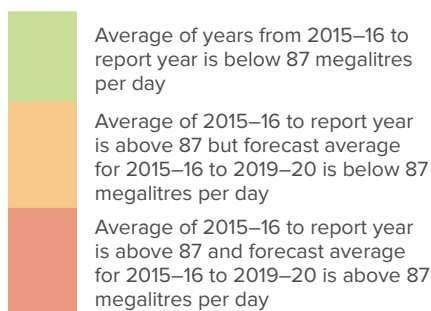 Average of years from 2015–16 to
report year is below 87 megalitres
per day
Average of 2015–16 to report year
is above 87 but forecast average
for 2015–16 to 2019–20 is below 87
megalitres per day
Average of 2015–16 to report year
is above 87 and forecast average
for 2015–16 to 2019–20 is above 87
megalitres per day